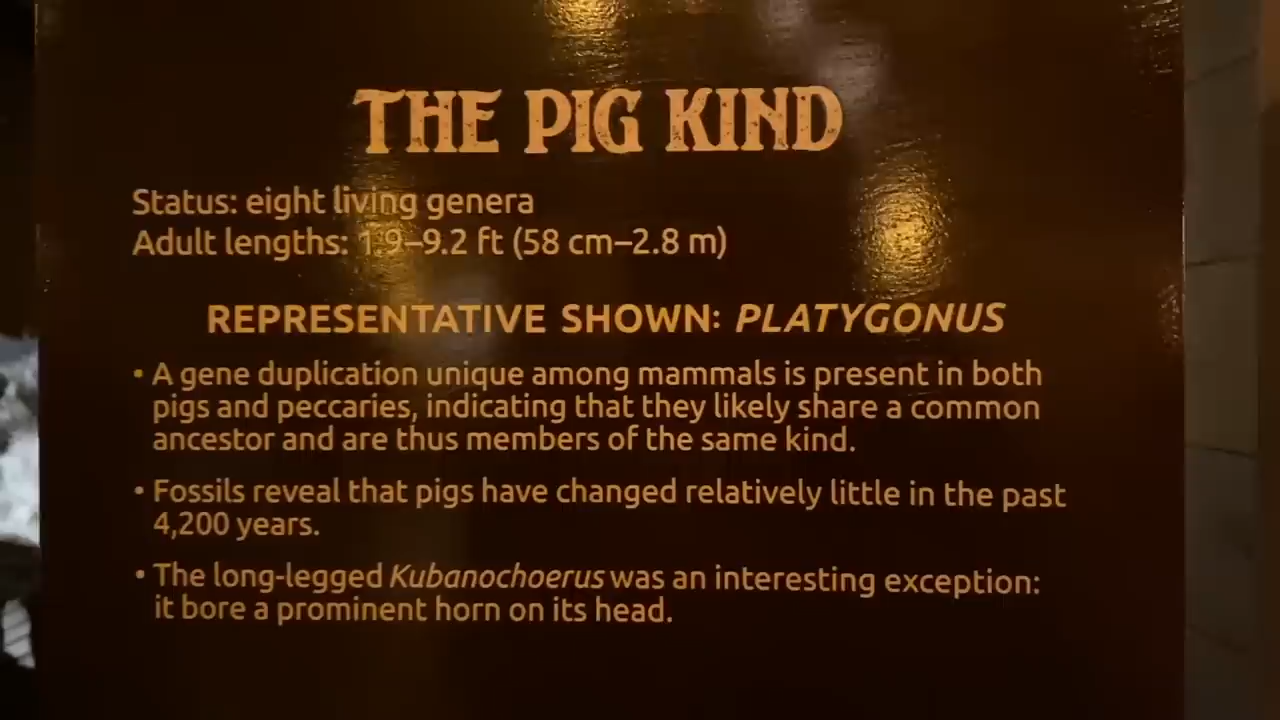 THE PIG KIND
Status: eight living genera
Adult lengths: 1.9–9.2 ft (58 cm–2.8 m)
REPRESENTATIVE SHOWN: PLATYGONUS
• A gene duplication unique among mammals is present in both
pigs and peccaries, indicating that they likely share a common
ancestor and are thus members of the same kind.
• Fossils reveal that pigs have changed relatively little in the past
4,200 years.
• The long-legged Kubanochoerus was an interesting exception:
it bore a prominent horn on its head.